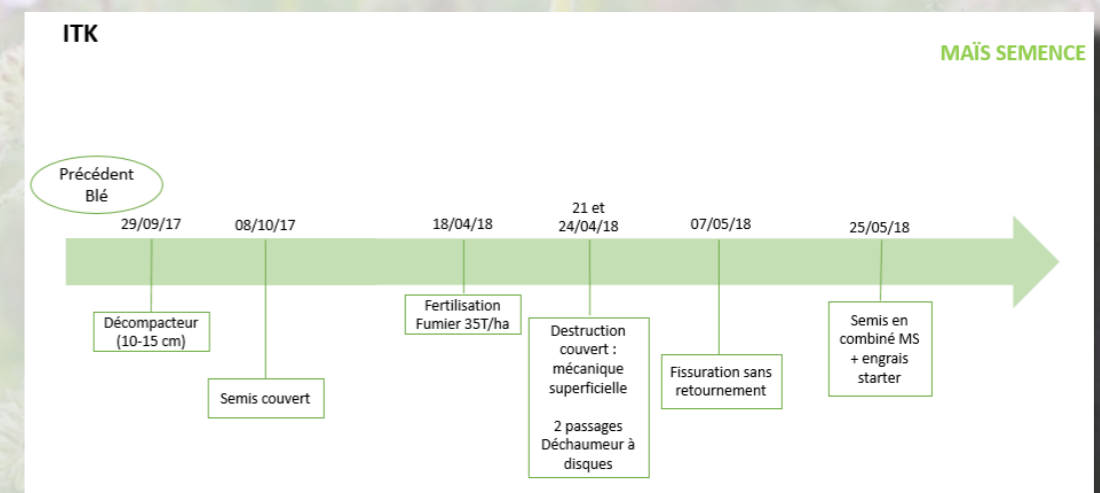 ITK
MAÏS SEMENCE
Précédent
Blé
29/09/17
08/10/17
18/04/18
21 et
24/04/18
07/05/18
25/05/18
Décompacteur
(10-15 cm)
Semis couvert
Fertilisation
Fumier 35T/ha
Destruction
couvert :
mécanique
superficielle
2 passages
Déchaumeur à
disques
Fissuration sans
retournement
Semis en
combiné MS
+ engrais
starter